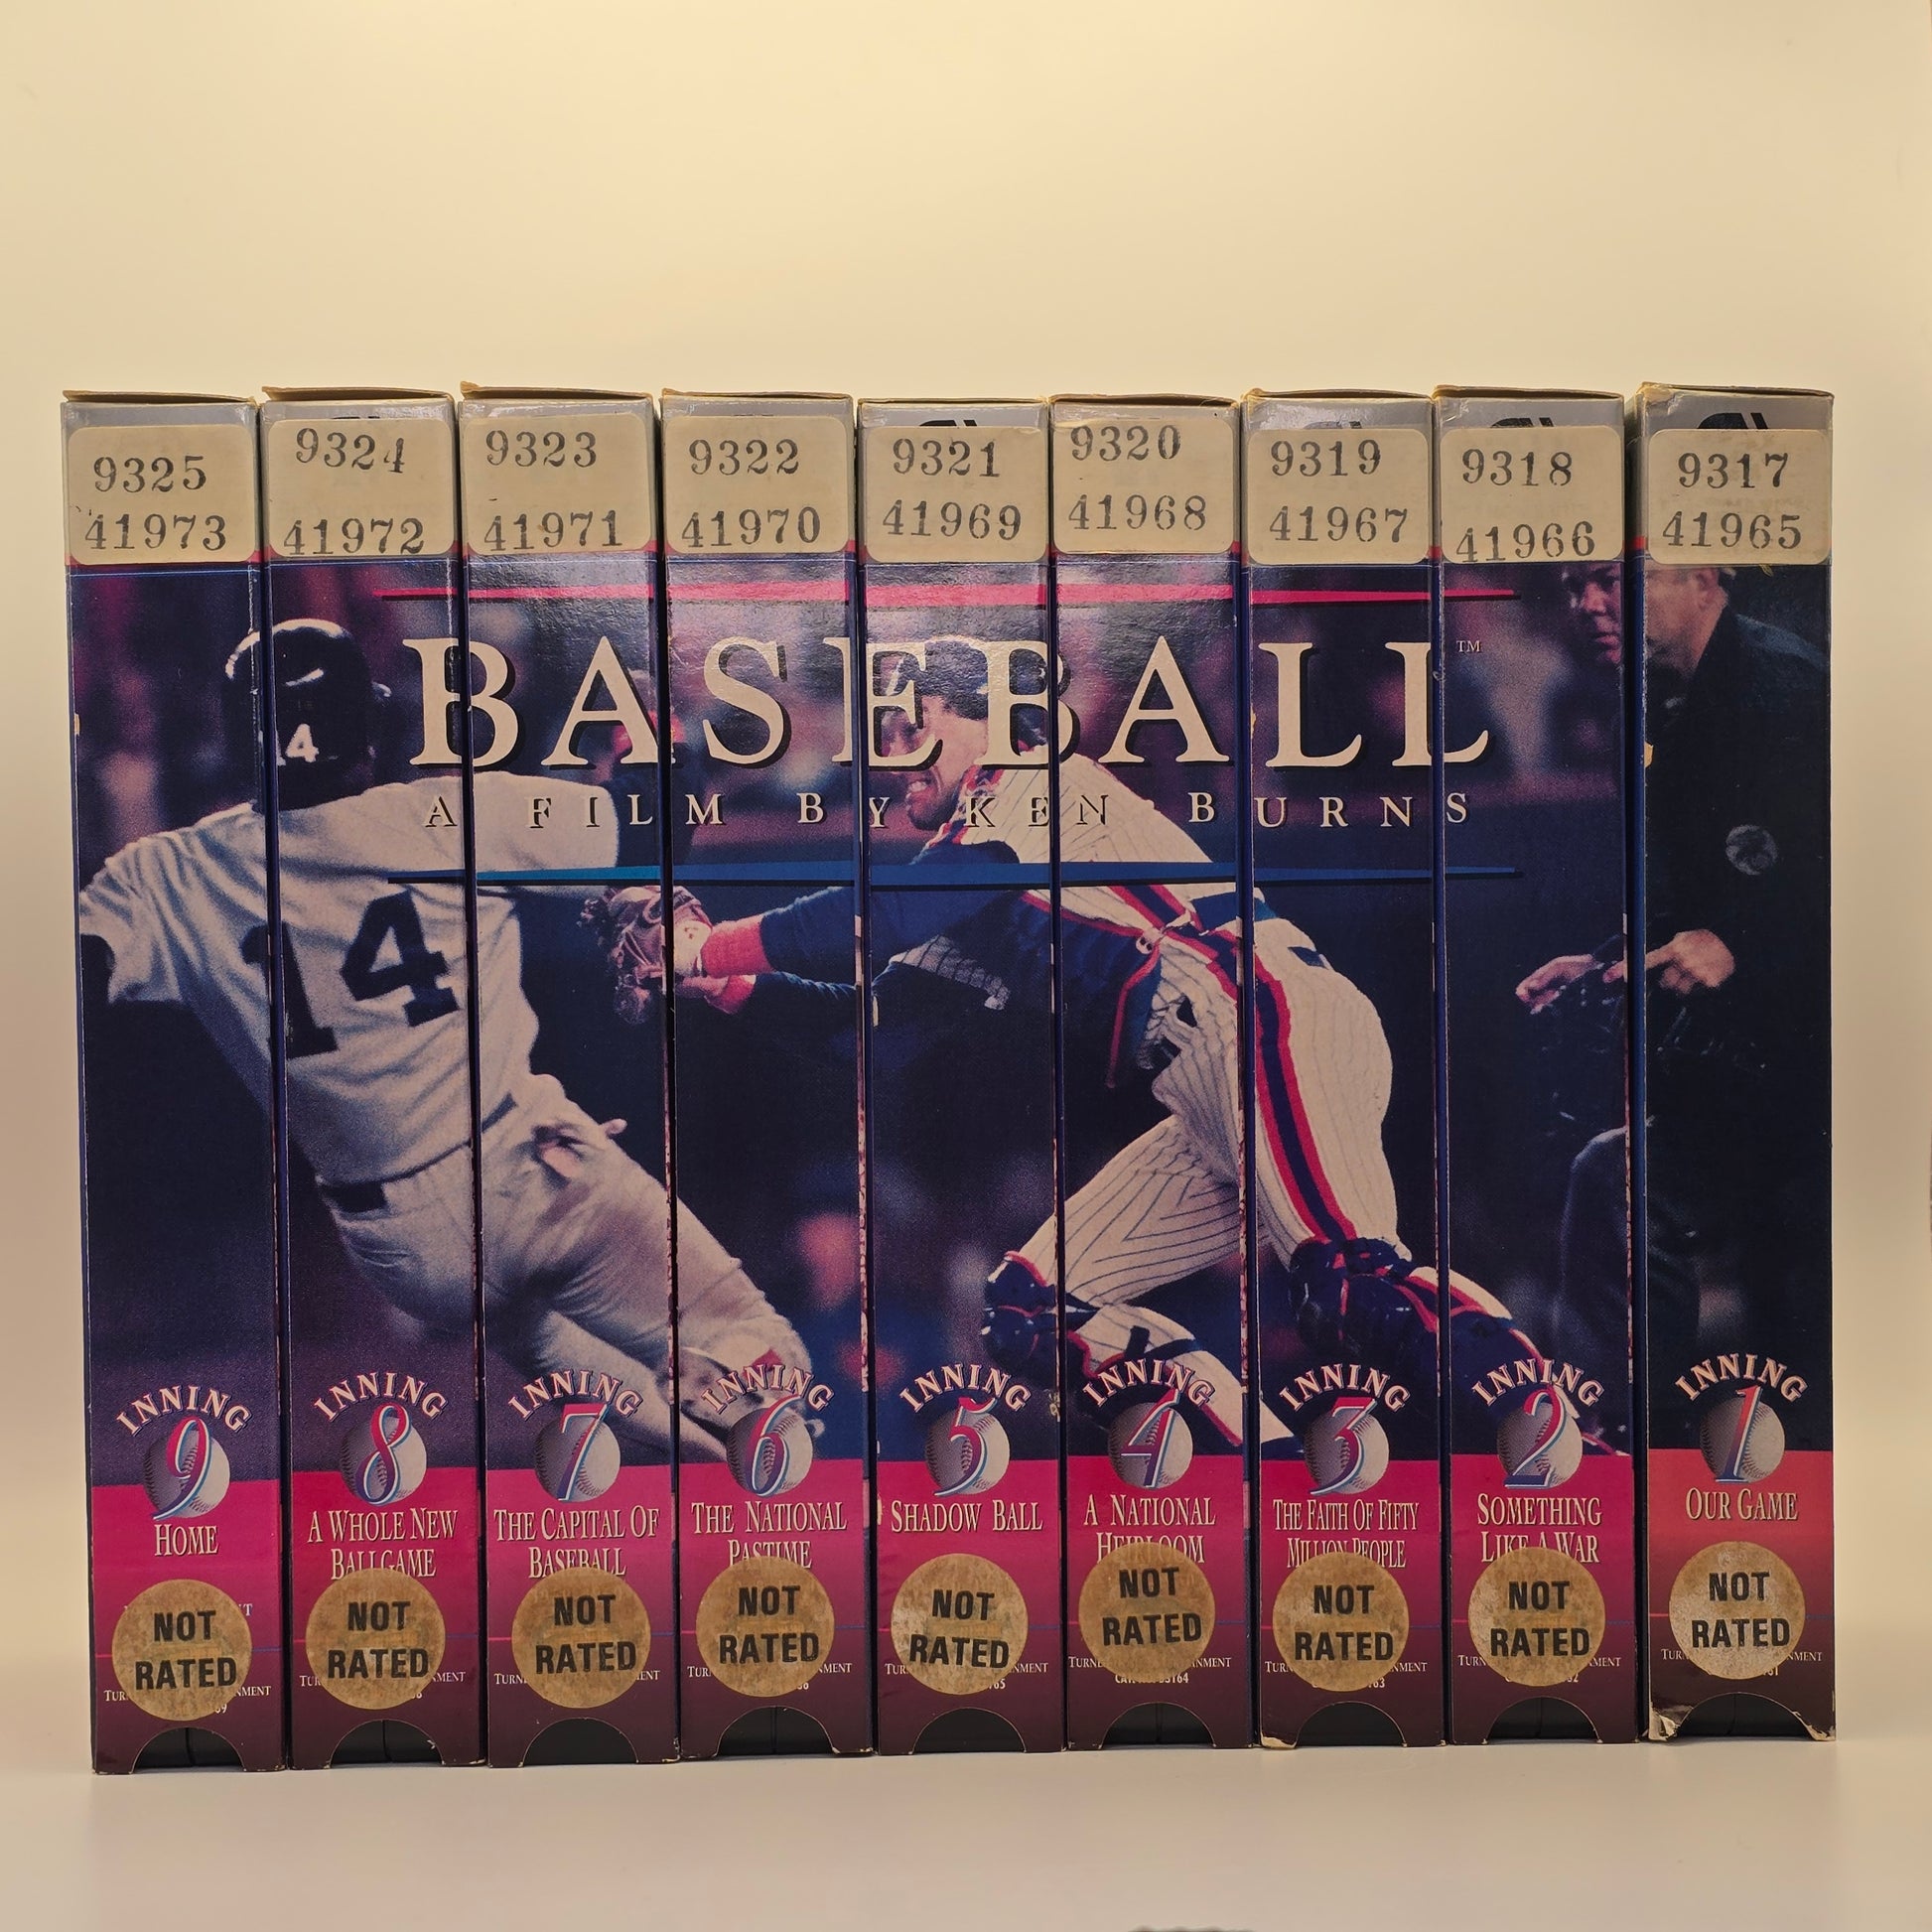 9325
41973
9324
41972
9323
41971
9322
41970
9321
41969
9320
41968
9319
41967
9318
41966
9317
41965
BASEBALL™
A FILM BY KEN BURNS
4
14
INNING
9
HOME
NOT
RATED
INNING
8
A WHOLE NEW
BALLGAME
NOT
RATED
INNING
7
THE CAPITAL OF
BASEBALL
NOT
RATED
INNING
6
THE NATIONAL
PASTIME
NOT
RATED
INNING
5
SHADOW BALL
NOT
RATED
INNING
4
A NATIONAL
HEIRLOOM
NOT
RATED
INNING
3
THE FAITH OF FIFTY
MILLION PEOPLE
NOT
RATED
INNING
2
SOMETHING
LIKE A WAR
NOT
RATED
INNING
1
OUR GAME
NOT
RATED